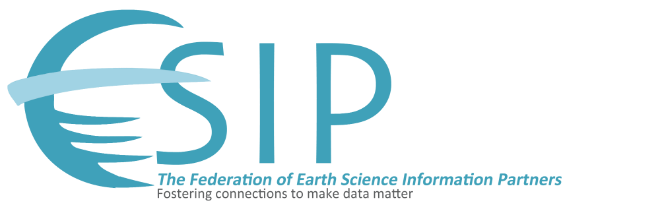 ESIP
The Federation of Earth Science Information Partners
Fostering connections to make data matter